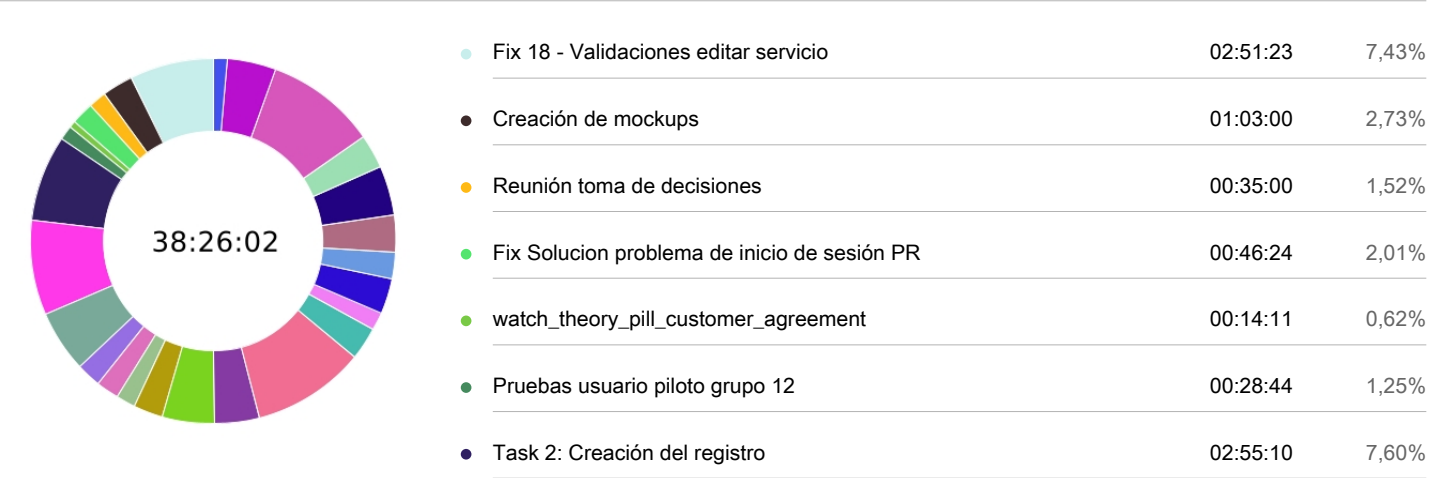 38:26:02
Fix 18 - Validaciones editar servicio 02:51:23 7,43%
Creación de mockups 01:03:00 2,73%
Reunión toma de decisiones 00:35:00 1,52%
Fix Solucion problema de inicio de sesión PR 00:46:24 2,01%
watch_theory_pill_customer_agreement 00:14:11 0,62%
Pruebas usuario piloto grupo 12 00:28:44 1,25%
Task 2: Creación del registro 02:55:10 7,60%